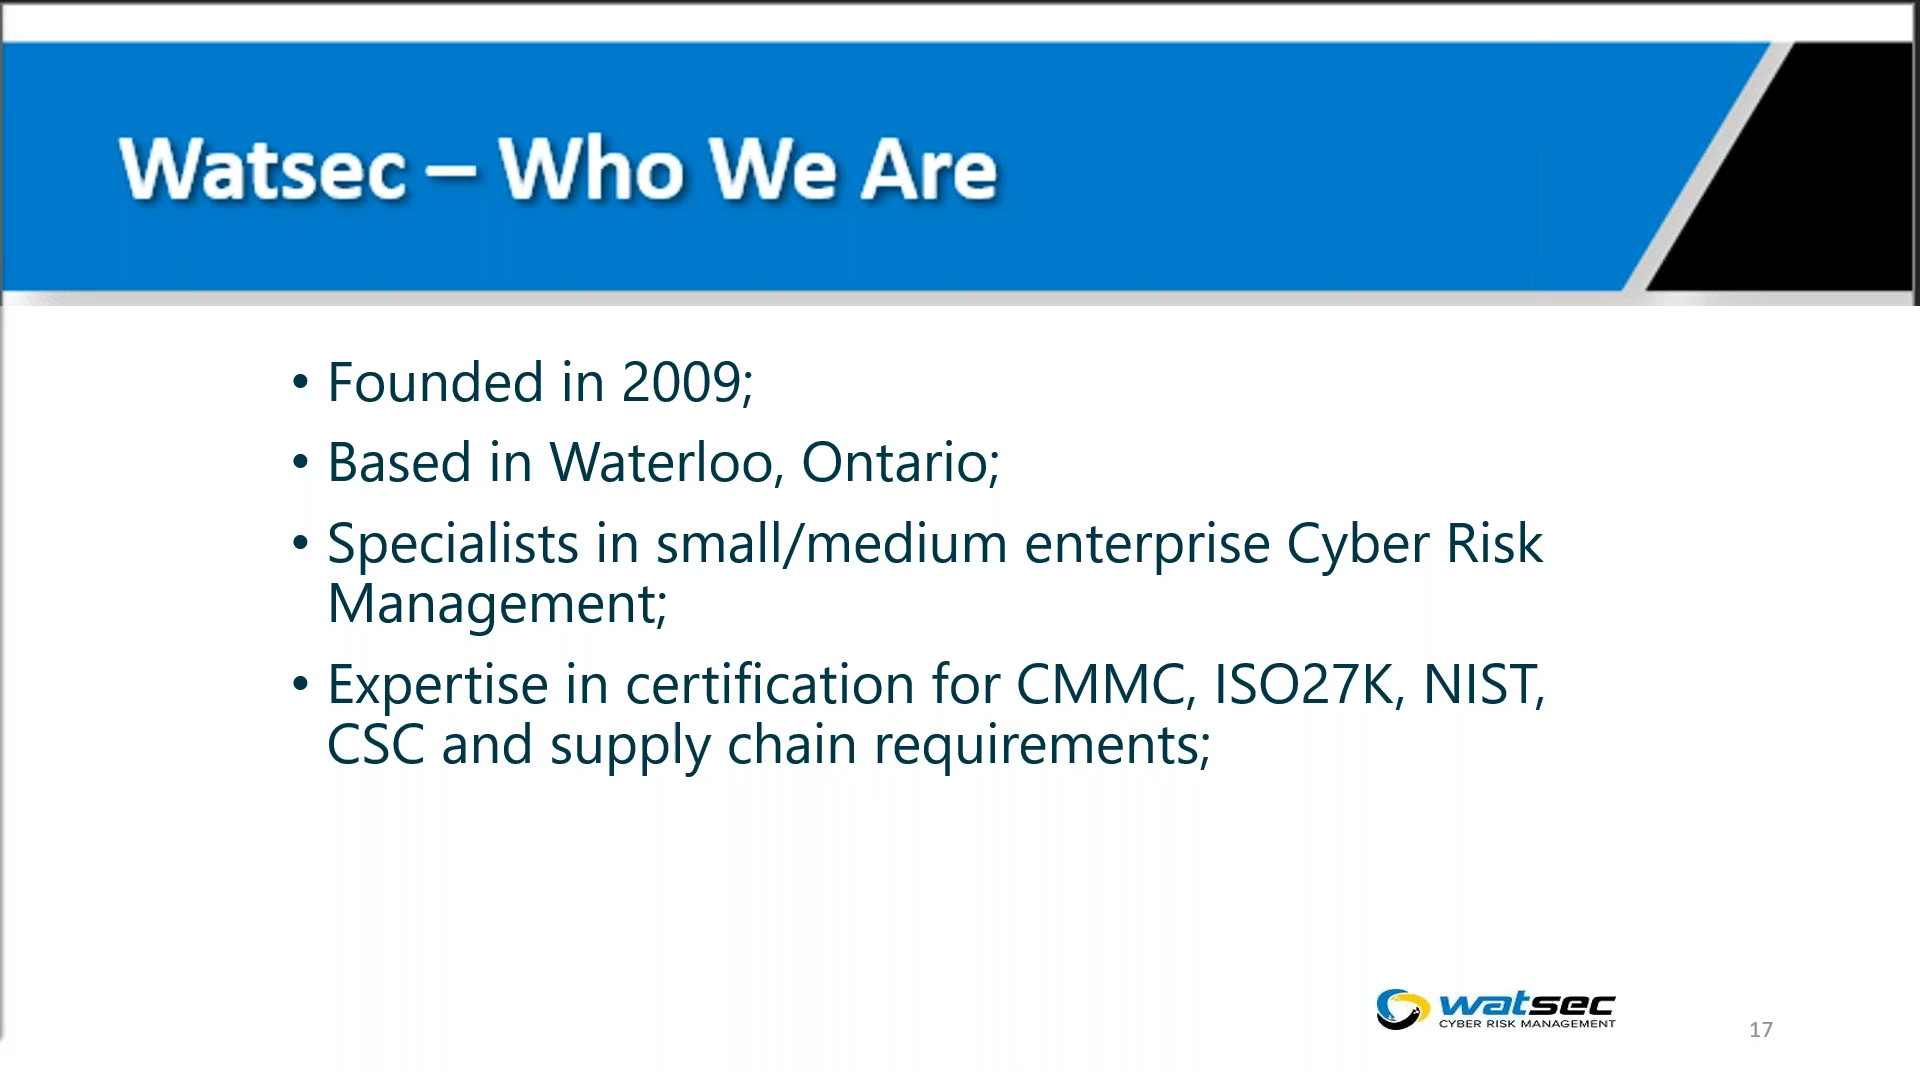 Watsec – Who We Are
• Founded in 2009;
• Based in Waterloo, Ontario;
• Specialists in small/medium enterprise Cyber Risk
Management;
• Expertise in certification for CMMC, ISO27K, NIST,
CSC and supply chain requirements;
watsec
CYBER RISK MANAGEMENT
17